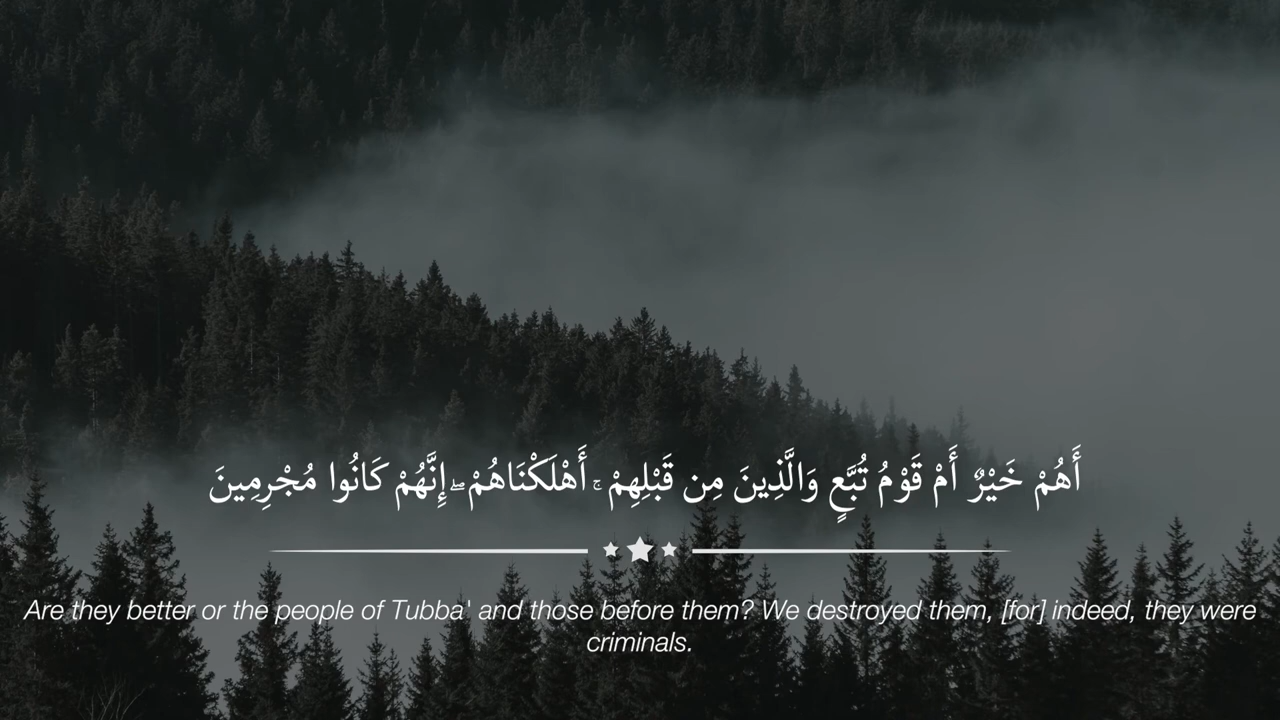 أَهُمْ خَيْرٌ أَمْ قَوْمُ تُبَّعٍ وَالَّذِينَ مِن قَبْلِهِمْ ۚ أَهْلَكْنَاهُمْ ۖ إِنَّهُمْ كَانُوا مُجْرِمِينَ
Are they better or the people of Tubba' and those before them? We destroyed them, [for] indeed, they were
criminals.